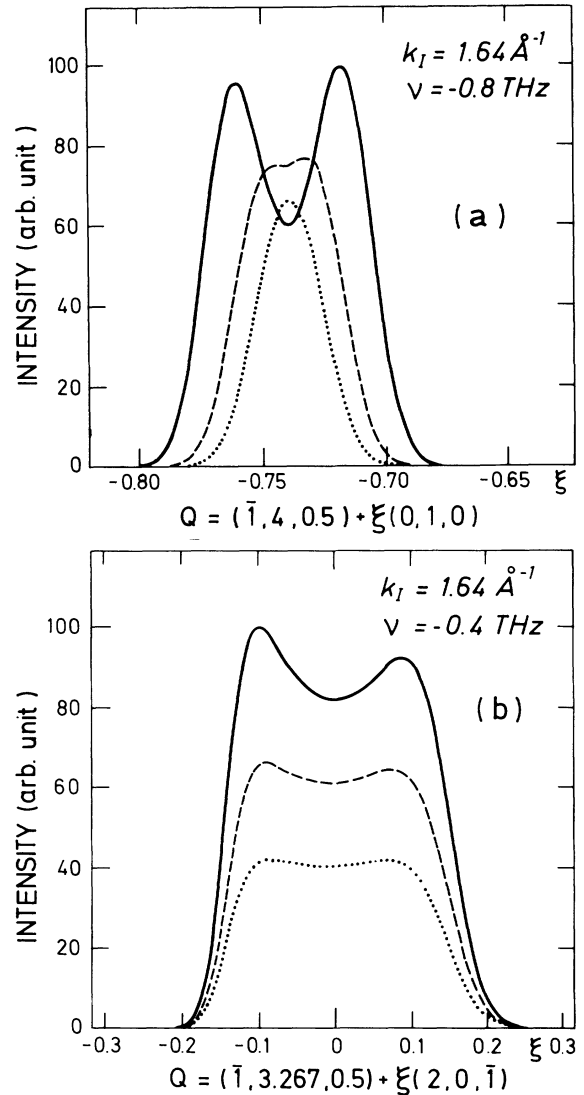 k_I = 1.64 Å⁻¹
ν = -0.8 THz
(a)
INTENSITY (arb. unit)
100
80
60
40
20
0
-0.80
-0.75
-0.70
-0.65
ξ
Q = (1̄, 4, 0.5) + ξ(0, 1, 0)
k_I = 1.64 Å⁻¹
ν = -0.4 THz
(b)
INTENSITY (arb. unit)
100
80
60
40
20
0
-0.3
-0.2
-0.1
0
0.1
0.2
0.3
ξ
Q = (1̄, 3.267, 0.5) + ξ(2, 0, 1̄)